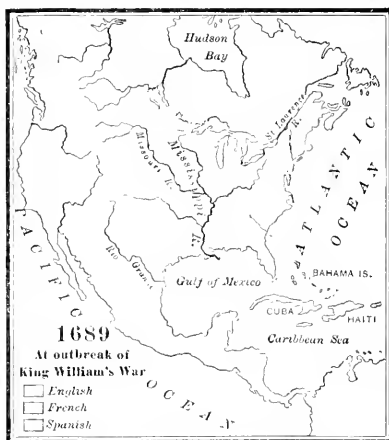 Hudson
Bay
St Lawrence
R.
Missouri R.
Mississippi
R.
ATLANTIC
OCEAN
PACIFIC
OCEAN
Rio Grande
Gulf of Mexico
BAHAMA IS.
CUBA
HAITI
Caribbean Sea
1689
At outbreak of
King William's War
English
French
Spanish